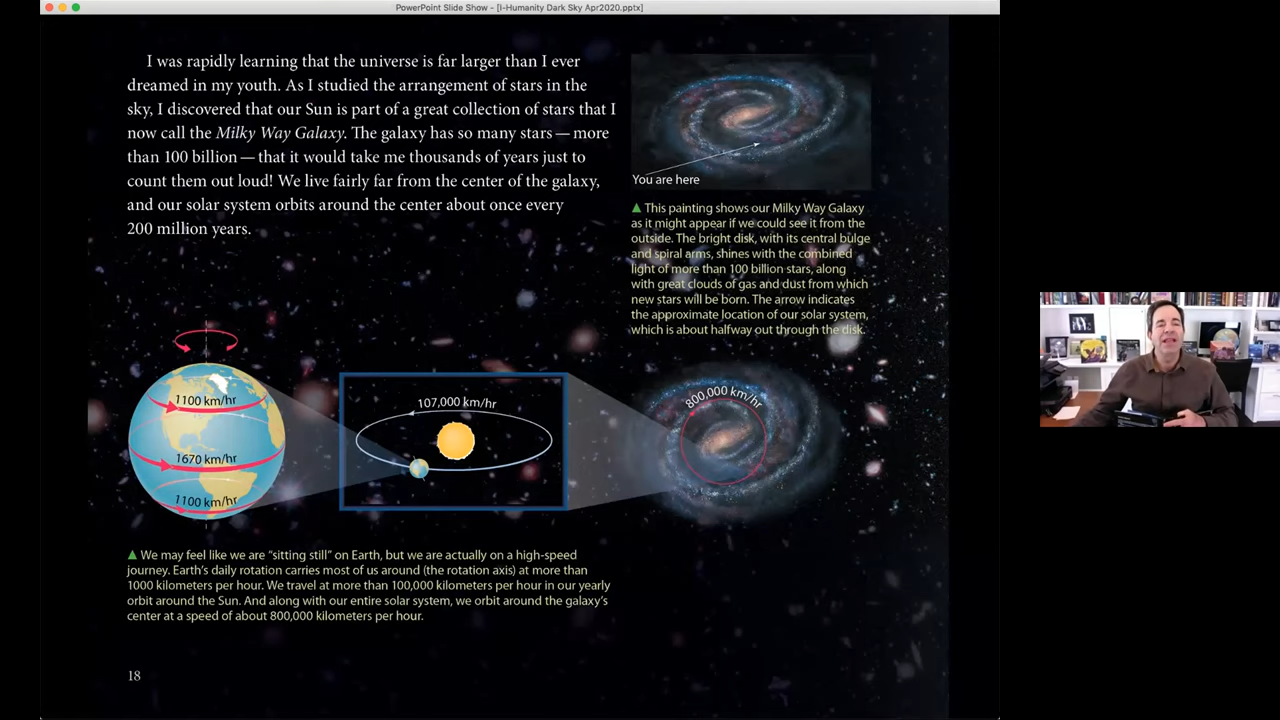 PowerPoint Slide Show - [I-Humanity Dark Sky Apr2020.pptx]
I was rapidly learning that the universe is far larger than I ever
dreamed in my youth. As I studied the arrangement of stars in the
sky, I discovered that our Sun is part of a great collection of stars that I
now call the Milky Way Galaxy. The galaxy has so many stars — more
than 100 billion — that it would take me thousands of years just to
count them out loud! We live fairly far from the center of the galaxy,
and our solar system orbits around the center about once every
200 million years.
You are here
▲ This painting shows our Milky Way Galaxy
as it might appear if we could see it from the
outside. The bright disk, with its central bulge
and spiral arms, shines with the combined
light of more than 100 billion stars, along
with great clouds of gas and dust from which
new stars will be born. The arrow indicates
the approximate location of our solar system,
which is about halfway out through the disk.
1100 km/hr
1670 km/hr
1100 km/hr
107,000 km/hr
800,000 km/hr
▲ We may feel like we are “sitting still” on Earth, but we are actually on a high-speed
journey. Earth’s daily rotation carries most of us around (the rotation axis) at more than
1000 kilometers per hour. We travel at more than 100,000 kilometers per hour in our yearly
orbit around the Sun. And along with our entire solar system, we orbit around the galaxy’s
center at a speed of about 800,000 kilometers per hour.
18